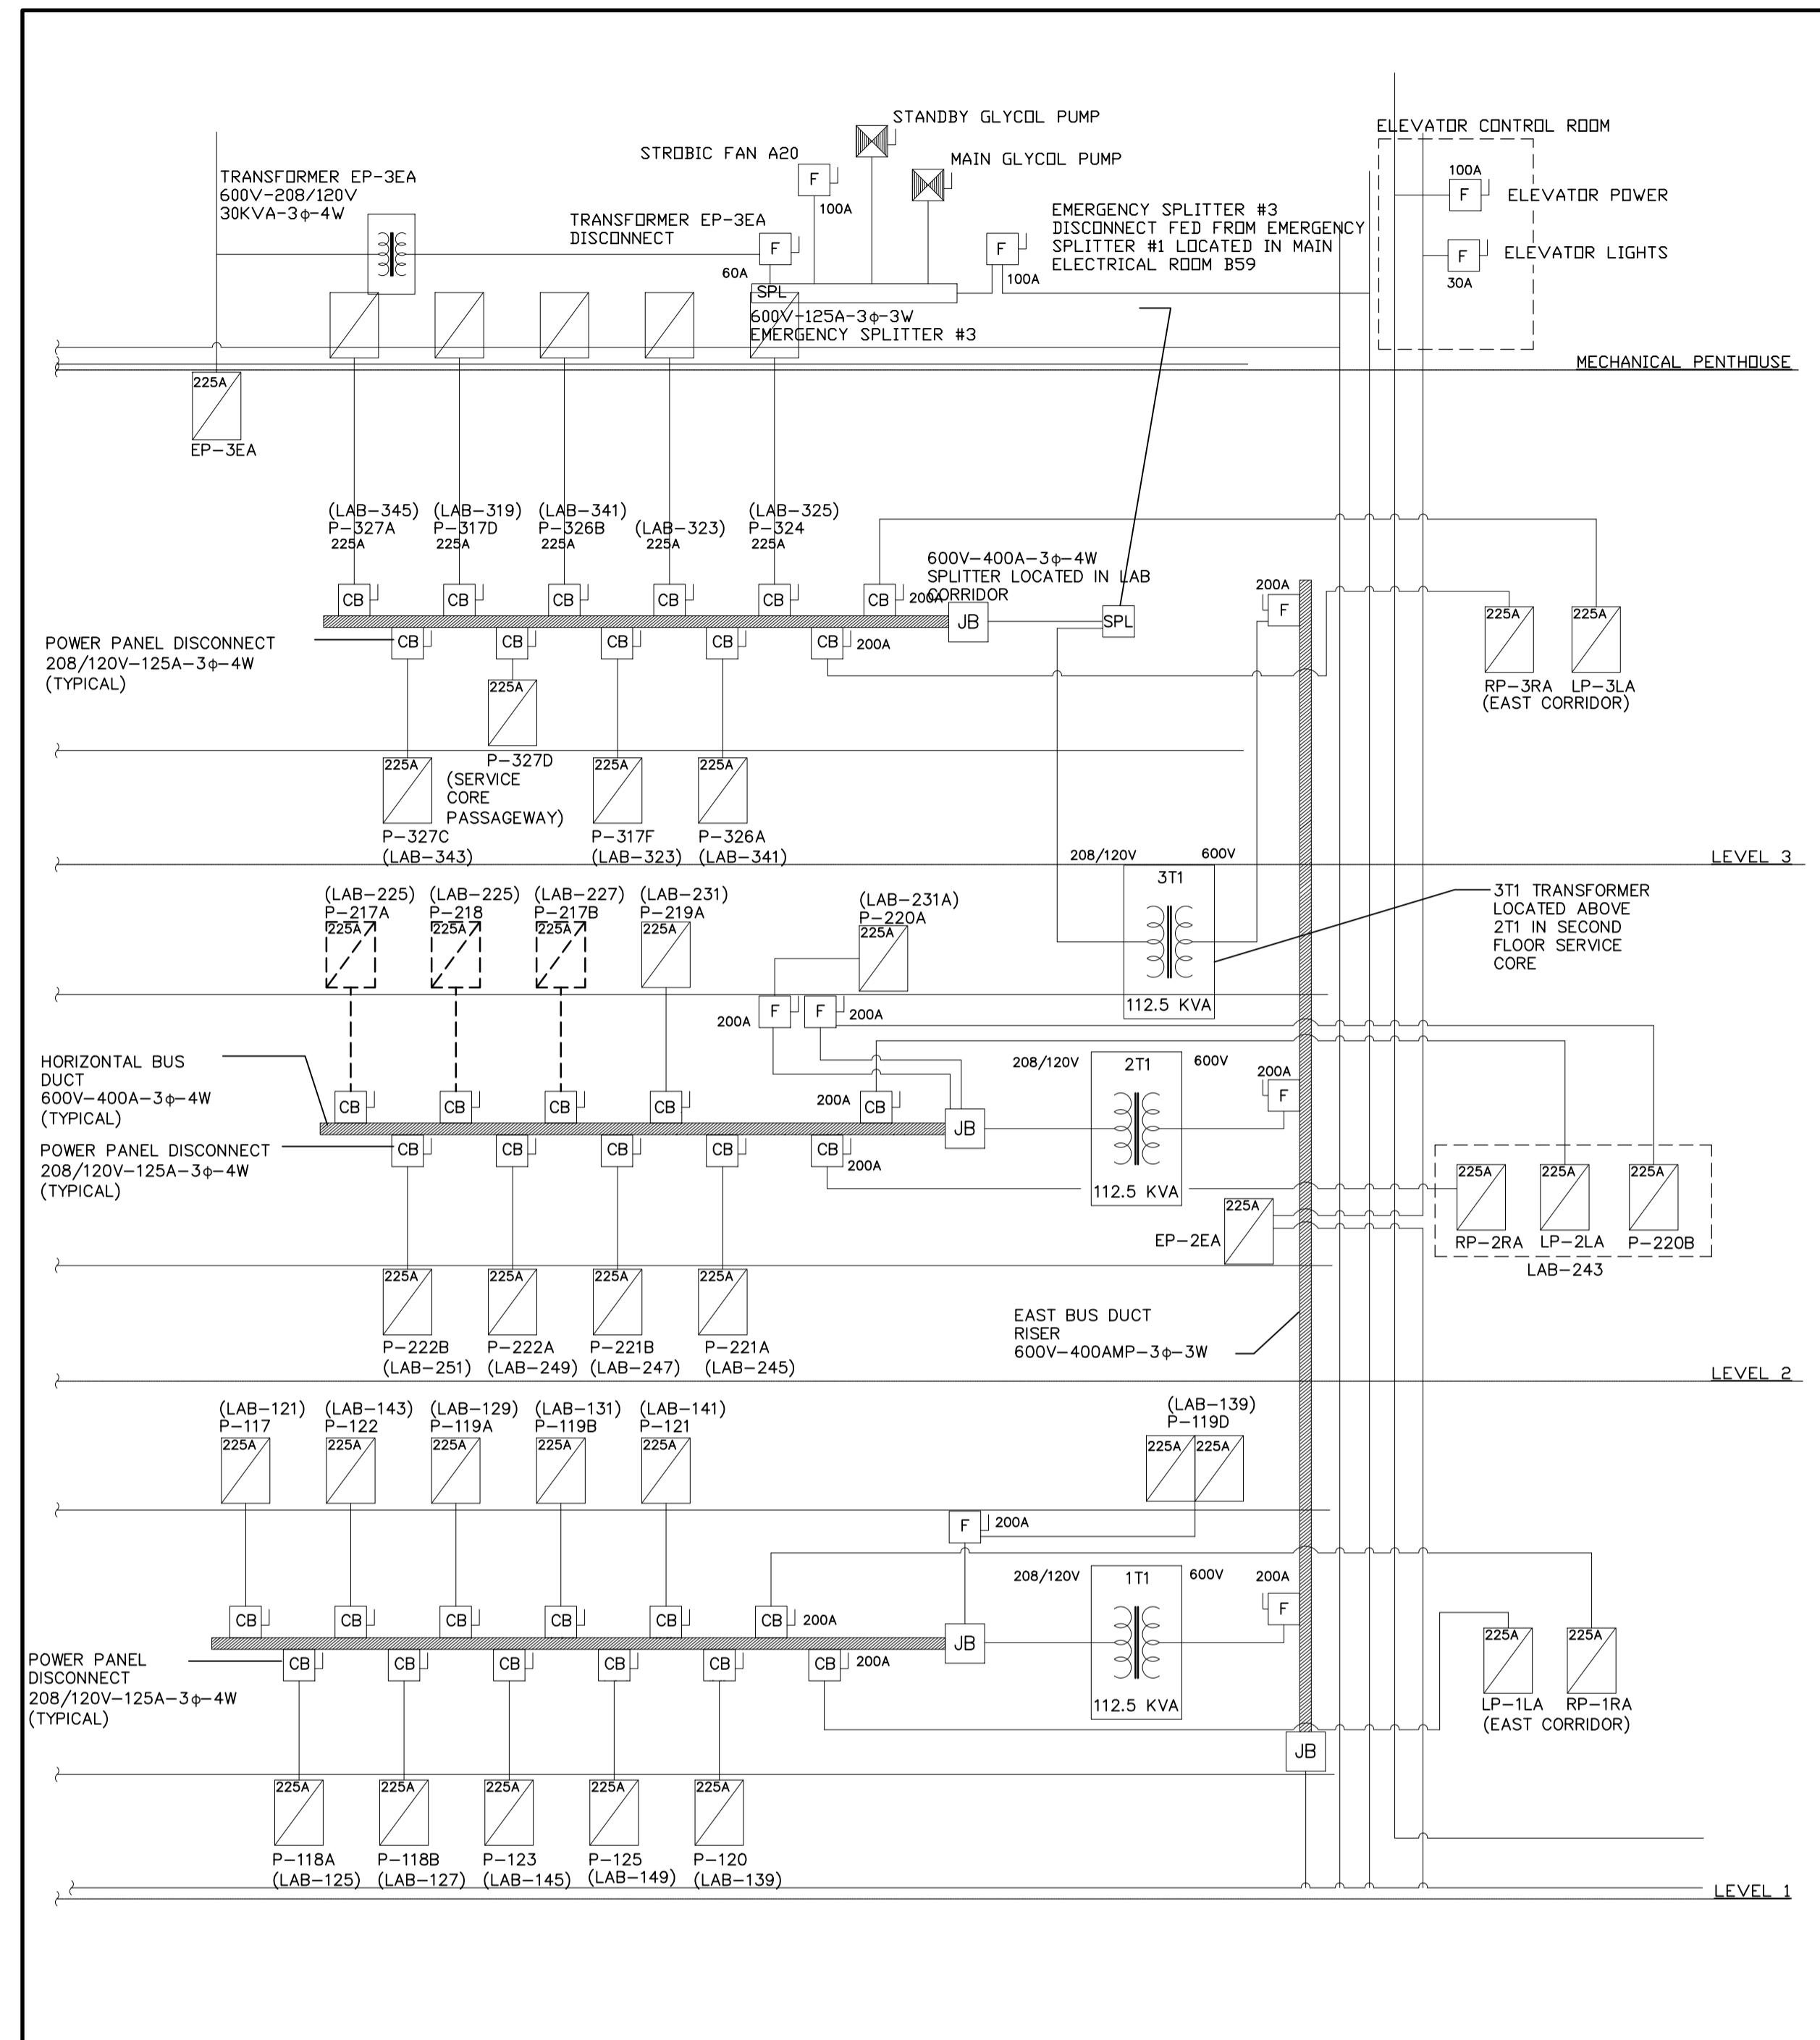 STANDBY GLYCOL PUMP
ELEVATOR CONTROL ROOM
STROBIC FAN A20
MAIN GLYCOL PUMP
TRANSFORMER EP-3EA
600V-208/120V
30KVA-3φ-4W
F
100A
TRANSFORMER EP-3EA
DISCONNECT
F
60A
EMERGENCY SPLITTER #3
DISCONNECT FED FROM EMERGENCY
SPLITTER #1 LOCATED IN MAIN
ELECTRICAL ROOM B59
F
100A
100A
F
ELEVATOR POWER
F
ELEVATOR LIGHTS
30A
SPL
600V-125A-3φ-3W
EMERGENCY SPLITTER #3
MECHANICAL PENTHOUSE
225A
EP-3EA
(LAB-345)
P-327A
225A
(LAB-319)
P-317D
225A
(LAB-341)
P-326B
225A
(LAB-323)
225A
(LAB-325)
P-324
225A
600V-400A-3φ-4W
SPLITTER LOCATED IN LAB
CORRIDOR
CB
CB
CB
CB
CB
CB
200A
JB
SPL
200A
F
225A
225A
RP-3RA
LP-3LA
(EAST CORRIDOR)
POWER PANEL DISCONNECT
208/120V-125A-3φ-4W
(TYPICAL)
CB
CB
CB
CB
CB
200A
225A
P-327D
(SERVICE
CORE
PASSAGEWAY)
225A
P-327C
(LAB-343)
225A
P-317F
(LAB-323)
225A
P-326A
(LAB-341)
LEVEL 3
208/120V
600V
3T1
112.5 KVA
3T1 TRANSFORMER
LOCATED ABOVE
2T1 IN SECOND
FLOOR SERVICE
CORE
(LAB-225)
P-217A
225A
(LAB-225)
P-218
225A
(LAB-227)
P-217B
225A
(LAB-231)
P-219A
225A
(LAB-231A)
P-220A
225A
200A
F
F
200A
HORIZONTAL BUS
DUCT
600V-400A-3φ-4W
(TYPICAL)
CB
CB
CB
CB
200A
CB
JB
208/120V
2T1
600V
112.5 KVA
200A
F
POWER PANEL DISCONNECT
208/120V-125A-3φ-4W
(TYPICAL)
CB
CB
CB
CB
CB
200A
225A
EP-2EA
225A
225A
225A
RP-2RA
LP-2LA
P-220B
LAB-243
225A
P-222B
(LAB-251)
225A
P-222A
(LAB-249)
225A
P-221B
(LAB-247)
225A
P-221A
(LAB-245)
EAST BUS DUCT
RISER
600V-400AMP-3φ-3W
LEVEL 2
(LAB-121)
P-117
225A
(LAB-143)
P-122
225A
(LAB-129)
P-119A
225A
(LAB-131)
P-119B
225A
(LAB-141)
P-121
225A
(LAB-139)
P-119D
225A
225A
F
200A
CB
CB
CB
CB
CB
CB
200A
JB
208/120V
1T1
600V
112.5 KVA
200A
F
POWER PANEL
DISCONNECT
208/120V-125A-3φ-4W
(TYPICAL)
CB
CB
CB
CB
CB
CB
200A
225A
225A
LP-1LA
RP-1RA
(EAST CORRIDOR)
JB
225A
P-118A
(LAB-125)
225A
P-118B
(LAB-127)
225A
P-123
(LAB-145)
225A
P-125
(LAB-149)
225A
P-120
(LAB-139)
LEVEL 1